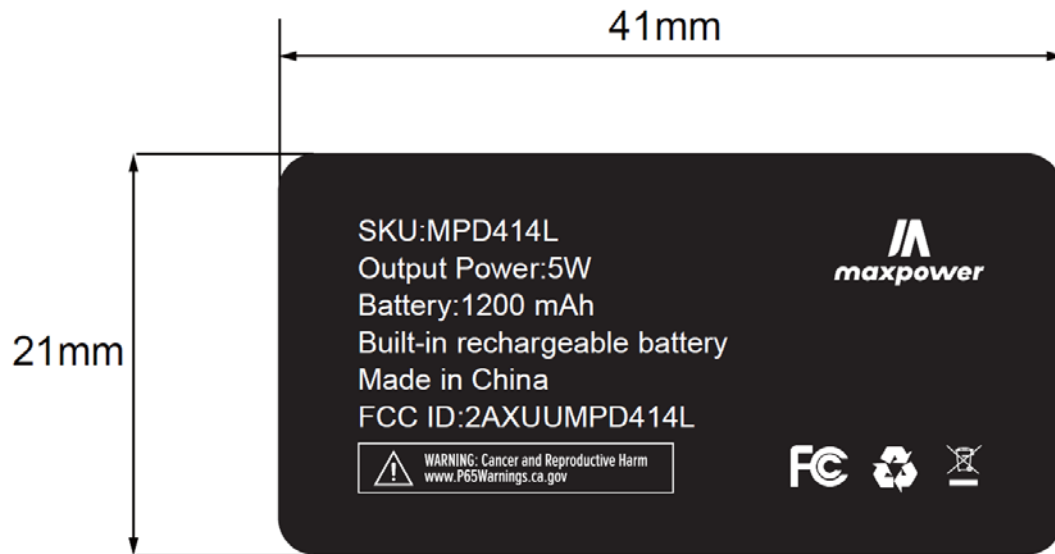 41mm
21mm
SKU:MPD414L
Output Power:5W
Battery:1200 mAh
Built-in rechargeable battery
Made in China
FCC ID:2AXUUMPD414L
maxpower
WARNING: Cancer and Reproductive Harm
www.P65Warnings.ca.gov
FC